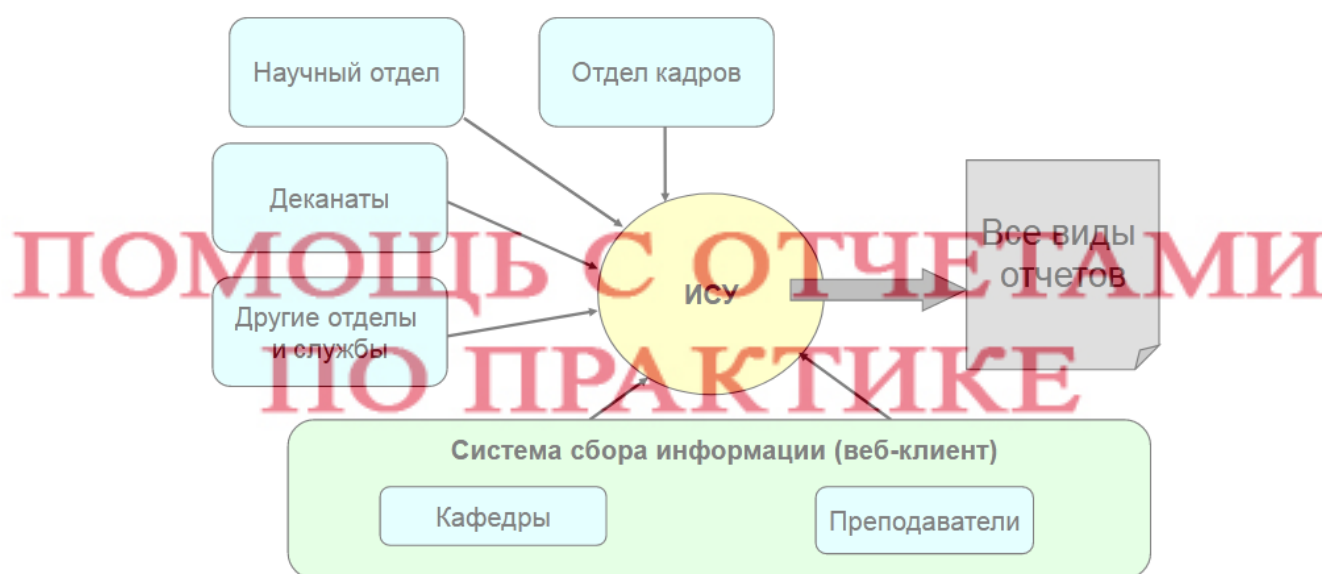 Научный отдел
Отдел кадров
Деканаты
Все виды
отчетов
ПОМОЩЬ С ОТЧЕТАМИ
ИСУ
Другие отделы
и службы
ПО ПРАКТИКЕ
Система сбора информации (веб-клиент)
Кафедры
Преподаватели